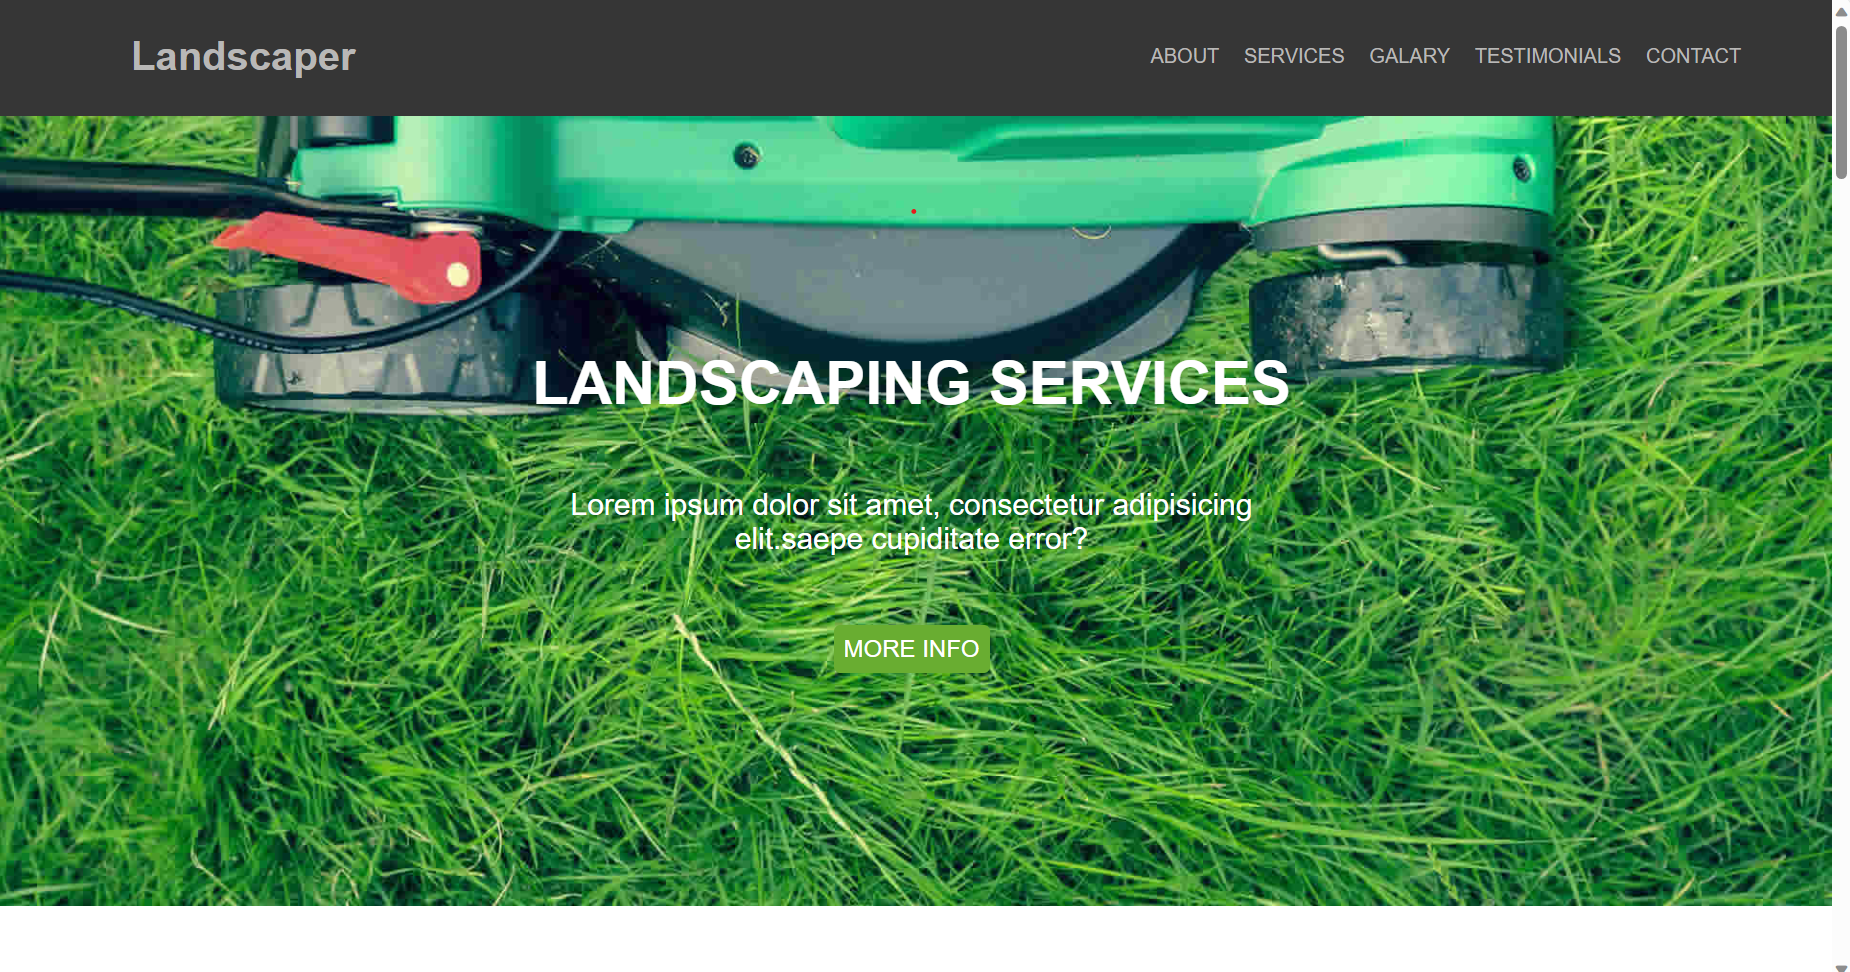 Landscaper
ABOUT SERVICES GALARY TESTIMONIALS CONTACT
LANDSCAPING SERVICES
Lorem ipsum dolor sit amet, consectetur adipisicing
elit.saepe cupiditate error?
MORE INFO